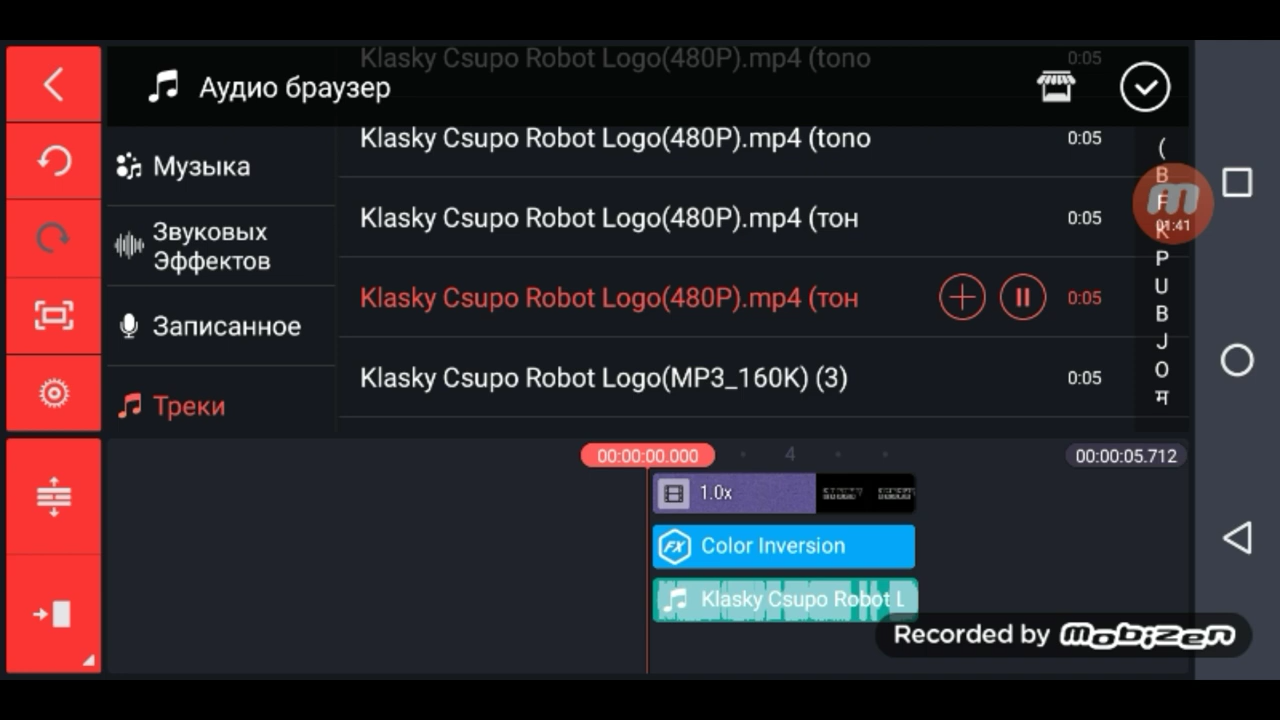 Klasky Csupo Robot Logo(480P).mp4 (tono 0:05
Аудио браузер
Klasky Csupo Robot Logo(480P).mp4 (tono 0:05
Музыка
Klasky Csupo Robot Logo(480P).mp4 (тон 0:05
Звуковых
Эффектов
Klasky Csupo Robot Logo(480P).mp4 (тон 0:05
Записанное
Klasky Csupo Robot Logo(MP3_160K) (3) 0:05
Треки
(
B
F
K
P
U
В
Ј
О
म
01:41
00:00:00.000 4 00:00:05.712
1.0x
FX Color Inversion
Klasky Csupo Robot L
Recorded by mobizen